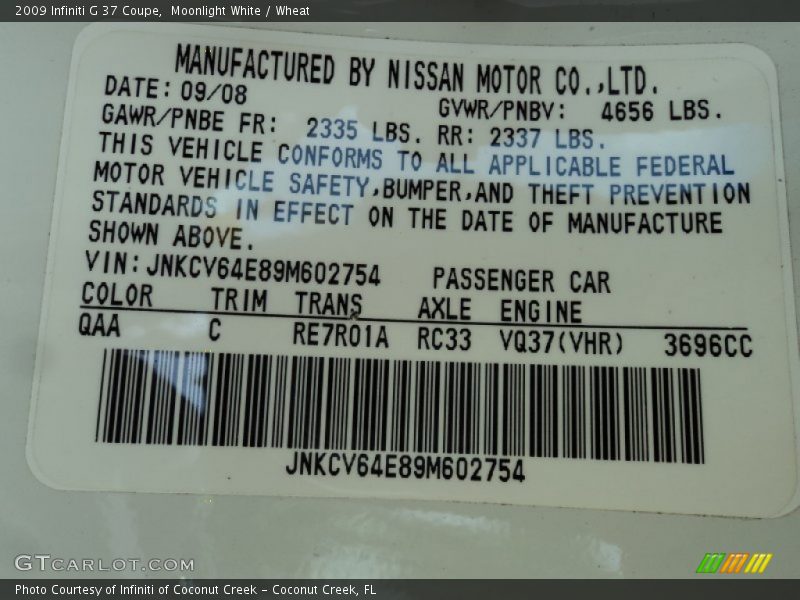 2009 Infiniti G 37 Coupe,  Moonlight White / Wheat
MANUFACTURED BY NISSAN MOTOR CO.,LTD.
DATE: 09/08 GVWR/PNBV: 4656 LBS.
GAWR/PNBE FR: 2335 LBS. RR: 2337 LBS.
THIS VEHICLE CONFORMS TO ALL APPLICABLE FEDERAL
MOTOR VEHICLE SAFETY,BUMPER,AND THEFT PREVENTION
STANDARDS IN EFFECT ON THE DATE OF MANUFACTURE
SHOWN ABOVE.
VIN: JNKCV64E89M602754 PASSENGER CAR
COLOR TRIM TRANS AXLE ENGINE
QAA C RE7R01A RC33 VQ37(VHR) 3696CC
JNKCV64E89M602754
GTCARLOT.COM
Photo Courtesy of Infiniti of Coconut Creek – Coconut Creek, FL